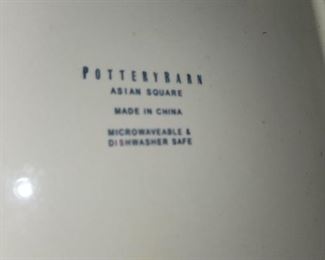 POTTERYBARN
ASIAN SQUARE
MADE IN CHINA
MICROWAVEABLE &
DISHWASHER SAFE